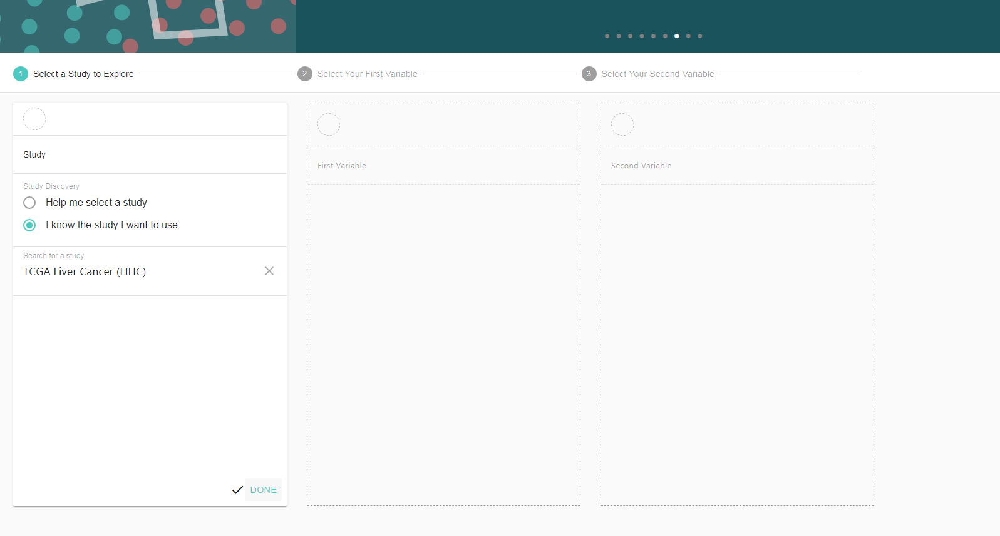 1 Select a Study to Explore
2 Select Your First Variable
3 Select Your Second Variable
Study
Study Discovery
Help me select a study
I know the study I want to use
Search for a study
TCGA Liver Cancer (LIHC)
DONE
First Variable
Second Variable